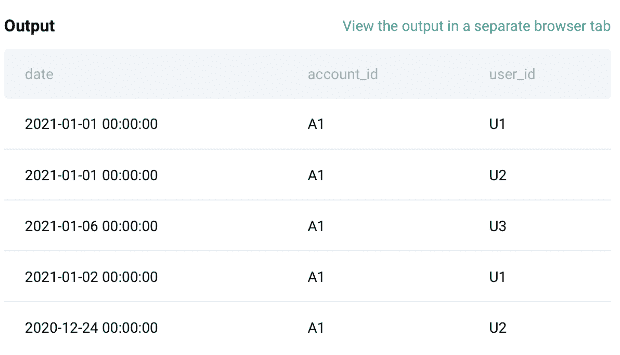 Output View the output in a separate browser tab
date account_id user_id
2021-01-01 00:00:00 A1 U1
2021-01-01 00:00:00 A1 U2
2021-01-06 00:00:00 A1 U3
2021-01-02 00:00:00 A1 U1
2020-12-24 00:00:00 A1 U2